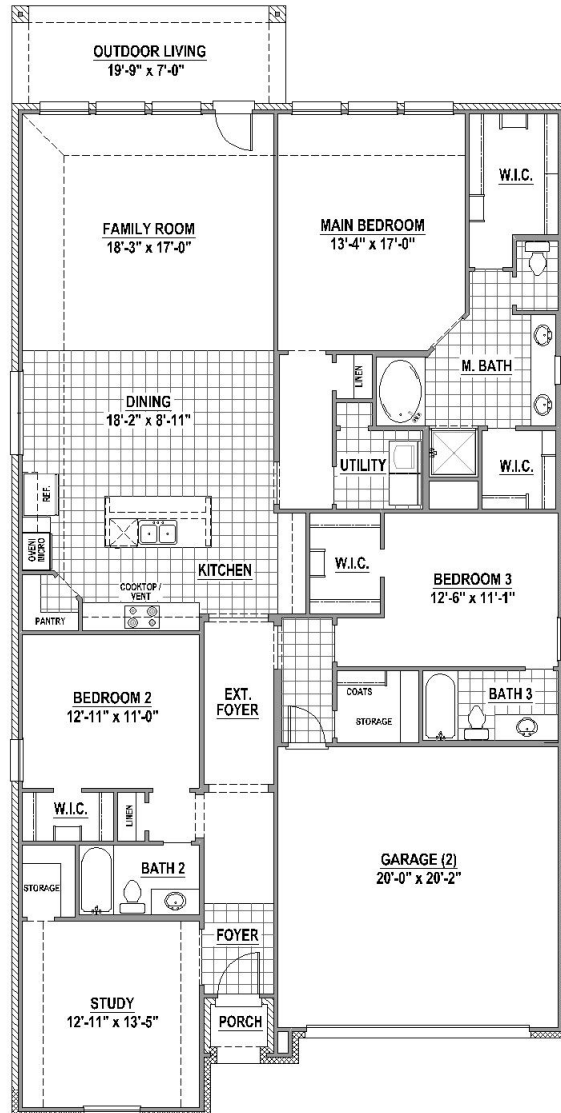 OUTDOOR LIVING
19'-9" x 7'-0"
FAMILY ROOM
18'-3" x 17'-0"
MAIN BEDROOM
13'-4" x 17'-0"
W.I.C.
M. BATH
LINEN
DINING
18'-2" x 8'-11"
UTILITY
W.I.C.
REF.
OVEN/
MICRO
KITCHEN
W.I.C.
BEDROOM 3
12'-6" x 11'-1"
COOKTOP /
VENT
PANTRY
BEDROOM 2
12'-11" x 11'-0"
EXT.
FOYER
COATS
STORAGE
BATH 3
W.I.C.
LINEN
BATH 2
STORAGE
GARAGE (2)
20'-0" x 20'-2"
FOYER
STUDY
12'-11" x 13'-5"
PORCH